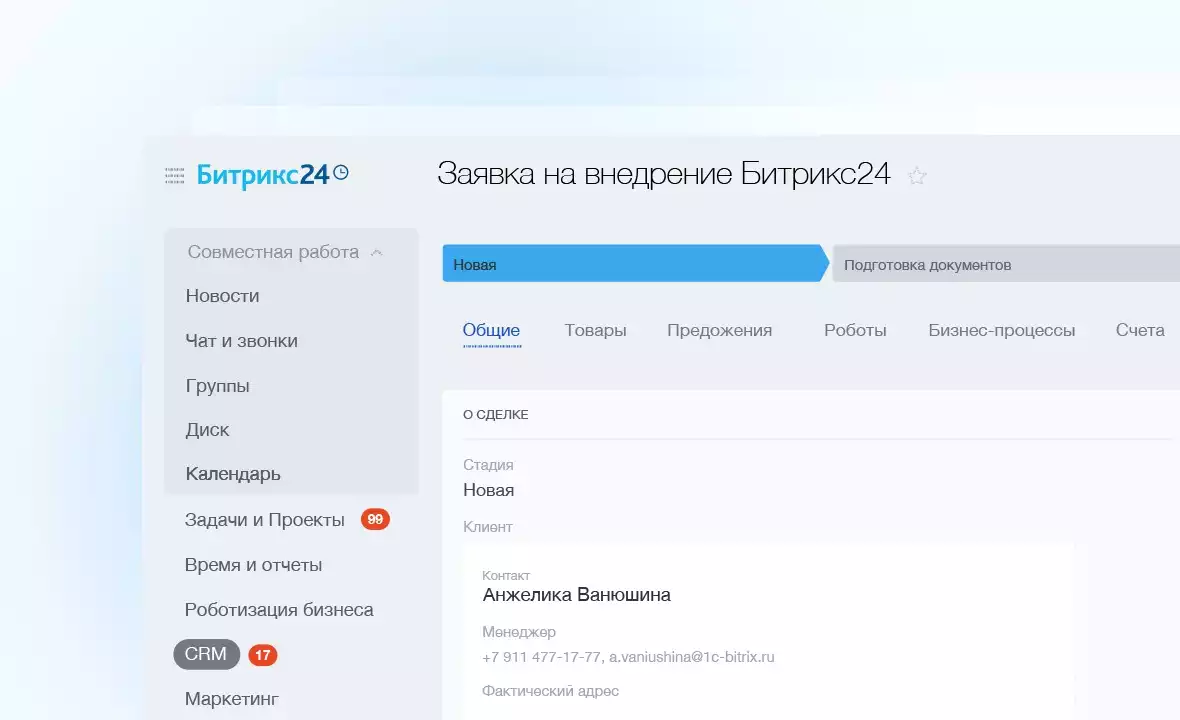 Битрикс24
Заявка на внедрение Битрикс24
Совместная работа
Новости
Чат и звонки
Группы
Диск
Календарь
Задачи и Проекты 99
Время и отчеты
Роботизация бизнеса
CRM 17
Маркетинг
Новая Подготовка документов
Общие Товары Предожения Роботы Бизнес-процессы Счета
О СДЕЛКЕ
Стадия
Новая
Клиент
Контакт
Анжелика Ванюшина
Менеджер
+7 911 477-17-77, a.vaniushina@1c-bitrix.ru
Фактический адрес